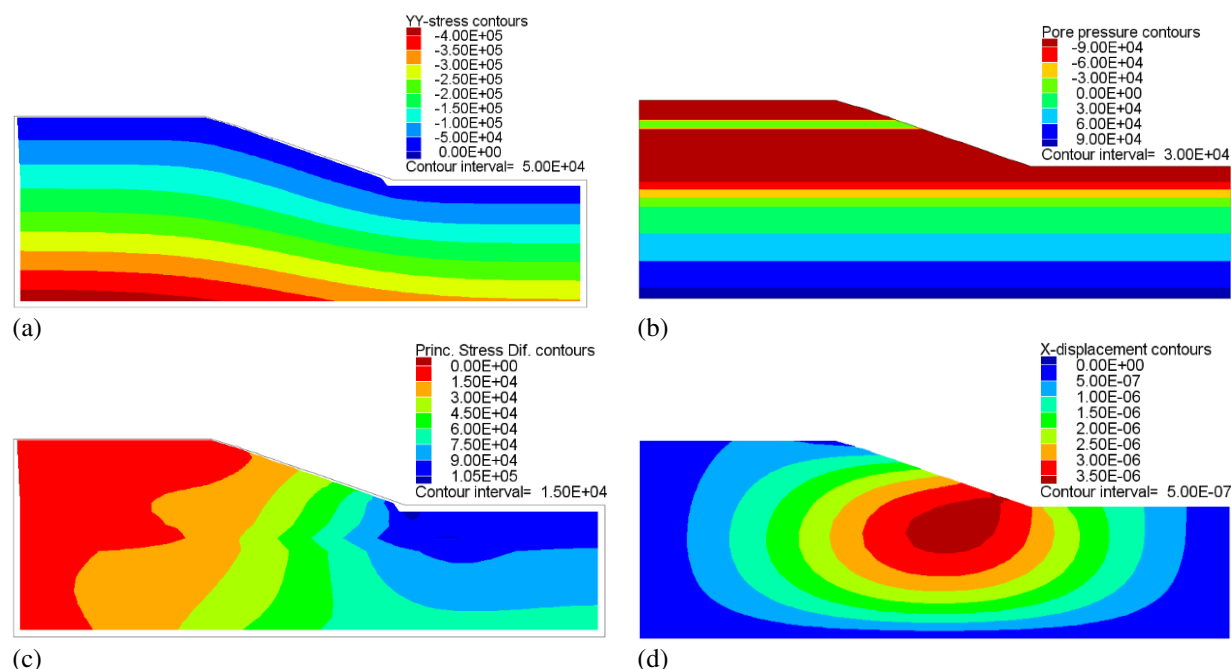 YY-stress contours
-4.00E+05
-3.50E+05
-3.00E+05
-2.50E+05
-2.00E+05
-1.50E+05
-1.00E+05
-5.00E+04
0.00E+00
Contour interval= 5.00E+04
(a)
Pore pressure contours
-9.00E+04
-6.00E+04
-3.00E+04
0.00E+00
3.00E+04
6.00E+04
9.00E+04
Contour interval= 3.00E+04
(b)
Princ. Stress Dif. contours
0.00E+00
1.50E+04
3.00E+04
4.50E+04
6.00E+04
7.50E+04
9.00E+04
1.05E+05
Contour interval= 1.50E+04
(c)
X-displacement contours
0.00E+00
5.00E-07
1.00E-06
1.50E-06
2.00E-06
2.50E-06
3.00E-06
3.50E-06
Contour interval= 5.00E-07
(d)